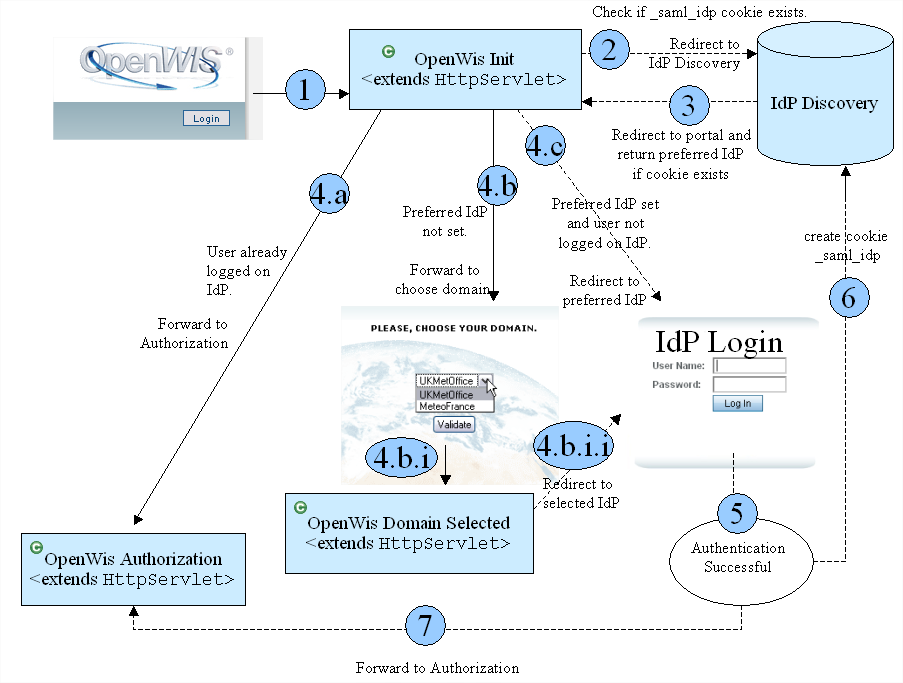 Check if _saml_idp cookie exists.
OpenWIS®
Login
1
C
OpenWis Init
<extends HttpServlet>
2
Redirect to
IdP Discovery
3
Redirect to portal and
return preferred IdP
if cookie exists
IdP Discovery
4.a
User already
logged on
IdP.
Forward to
Authorization
4.b
Preferred IdP
not set.
Forward to
choose domain
4.c
Preferred IdP set
and user not
logged on IdP.
Redirect to
preferred IdP
create cookie
_saml_idp
6
PLEASE, CHOOSE YOUR DOMAIN.
UKMetOffice
UKMetOffice
MeteoFrance
Validate
IdP Login
User Name:
Password:
Log In
4.b.i
4.b.i.i
Redirect to
selected IdP
C
OpenWis Domain Selected
<extends HttpServlet>
5
Authentication
Successful
C
OpenWis Authorization
<extends HttpServlet>
7
Forward to Authorization